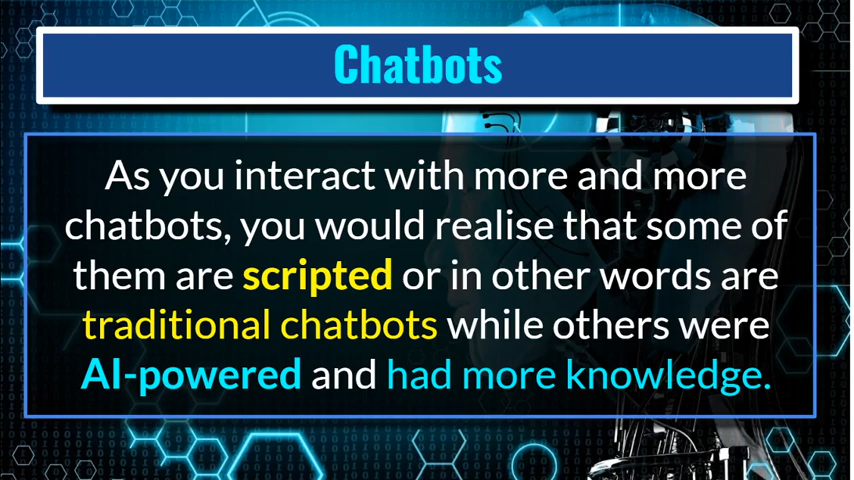 Chatbots
As you interact with more and more
chatbots, you would realise that some of
them are scripted or in other words are
traditional chatbots while others were
AI-powered and had more knowledge.